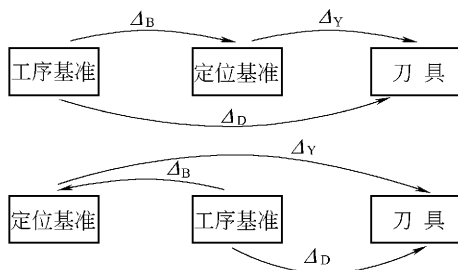 Δ_B Δ_Y
工序基准 定位基准 刀 具
Δ_D
Δ_Y
Δ_B
定位基准 工序基准 刀 具
Δ_D